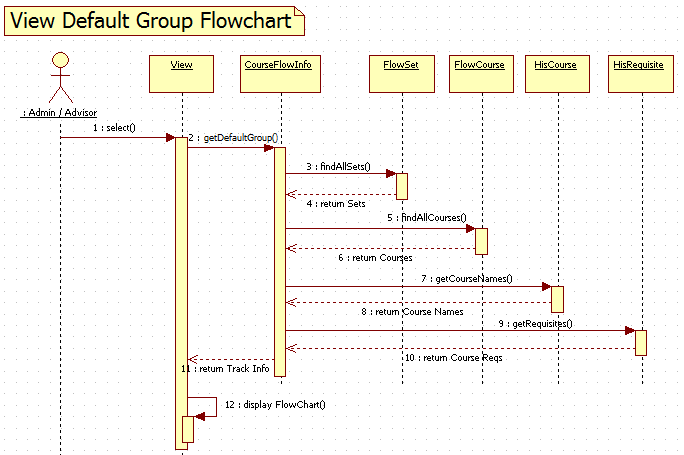 View Default Group Flowchart
: Admin / Advisor
View
CourseFlowInfo
FlowSet
FlowCourse
HisCourse
HisRequisite
1 : select()
2 : getDefaultGroup()
3 : findAllSets()
4 : return Sets
5 : findAllCourses()
6 : return Courses
7 : getCourseNames()
8 : return Course Names
9 : getRequisites()
10 : return Course Reqs
11 : return Track Info
12 : display FlowChart()